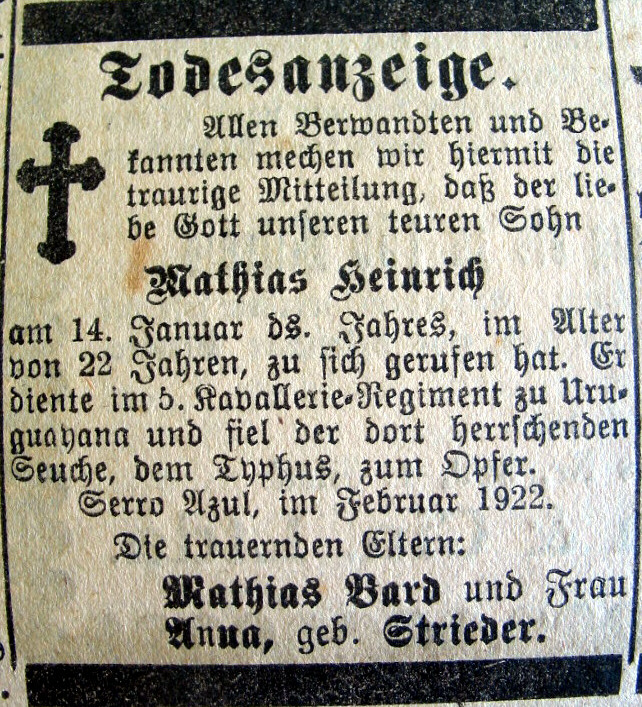 Todesanzeige.
Allen Verwandten und Be-
kannten mechen wir hiermit die
traurige Mitteilung, daß der lie-
be Gott unseren teuren Sohn
Mathias Heinrich
am 14. Januar ds. Jahres, im Alter
von 22 Jahren, zu sich gerufen hat. Er
diente im 5. Kavallerie-Regiment zu Uru-
guayana und fiel der dort herrschenden
Seuche, dem Typhus, zum Opfer.
Serro Azul, im Februar 1922.
Die trauernden Eltern:
Mathias Bard und Frau
Anna, geb. Strieder.